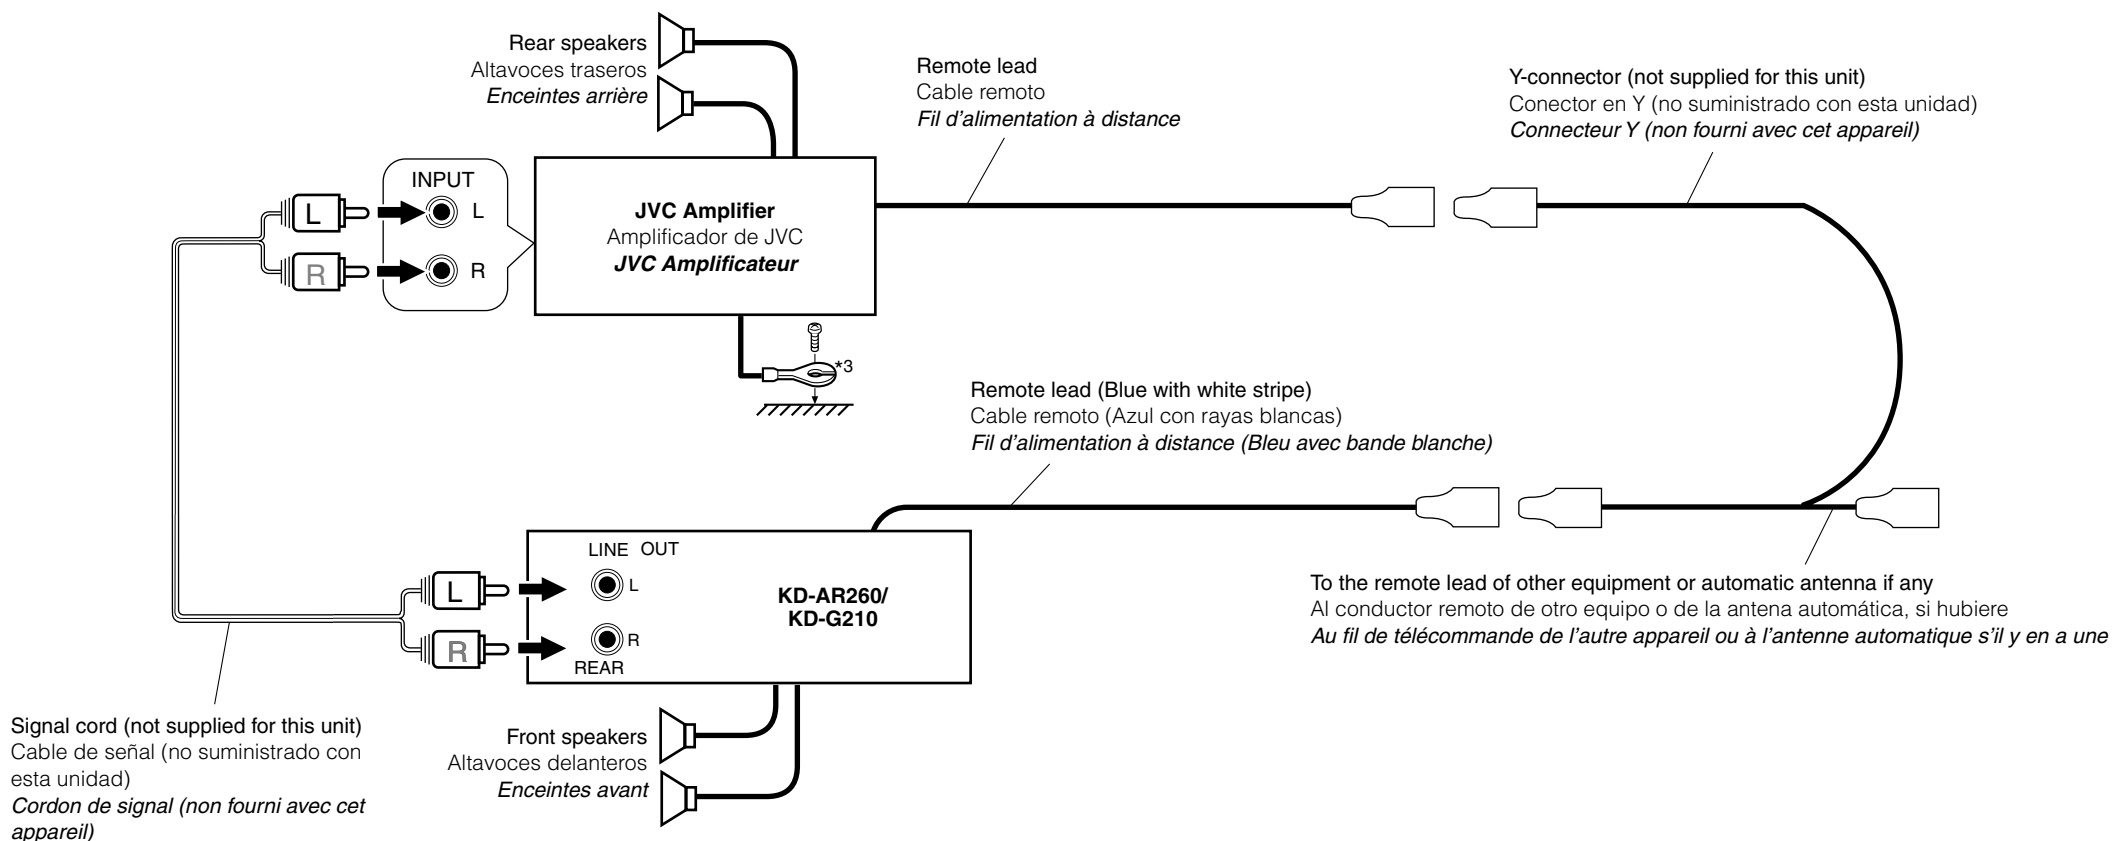 Rear speakers
Altavoces traseros
Enceintes arrière
Remote lead
Cable remoto
Fil d'alimentation à distance
Y-connector (not supplied for this unit)
Conector en Y (no suministrado con esta unidad)
Connecteur Y (non fourni avec cet appareil)
INPUT
L
L
R
R
JVC Amplifier
Amplificador de JVC
JVC Amplificateur
*3
Remote lead (Blue with white stripe)
Cable remoto (Azul con rayas blancas)
Fil d'alimentation à distance (Bleu avec bande blanche)
LINE OUT
L
L
R
R
REAR
KD-AR260/
KD-G210
To the remote lead of other equipment or automatic antenna if any
Al conductor remoto de otro equipo o de la antena automática, si hubiere
Au fil de télécommande de l'autre appareil ou à l'antenne automatique s'il y en a une
Signal cord (not supplied for this unit)
Cable de señal (no suministrado con
esta unidad)
Cordon de signal (non fourni avec cet
appareil)
Front speakers
Altavoces delanteros
Enceintes avant